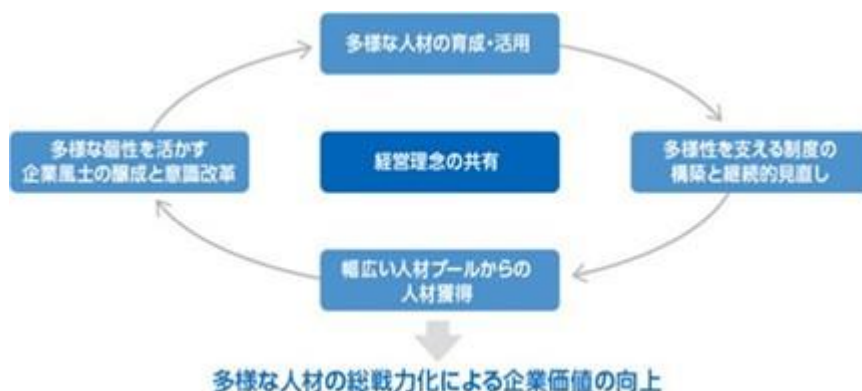 多様な人材の育成・活用
多様な個性を活かす
企業風土の醸成と意識改革
経営理念の共有
多様性を支える制度の
構築と継続的見直し
幅広い人材プールからの
人材獲得
多様な人材の総戦力化による企業価値の向上